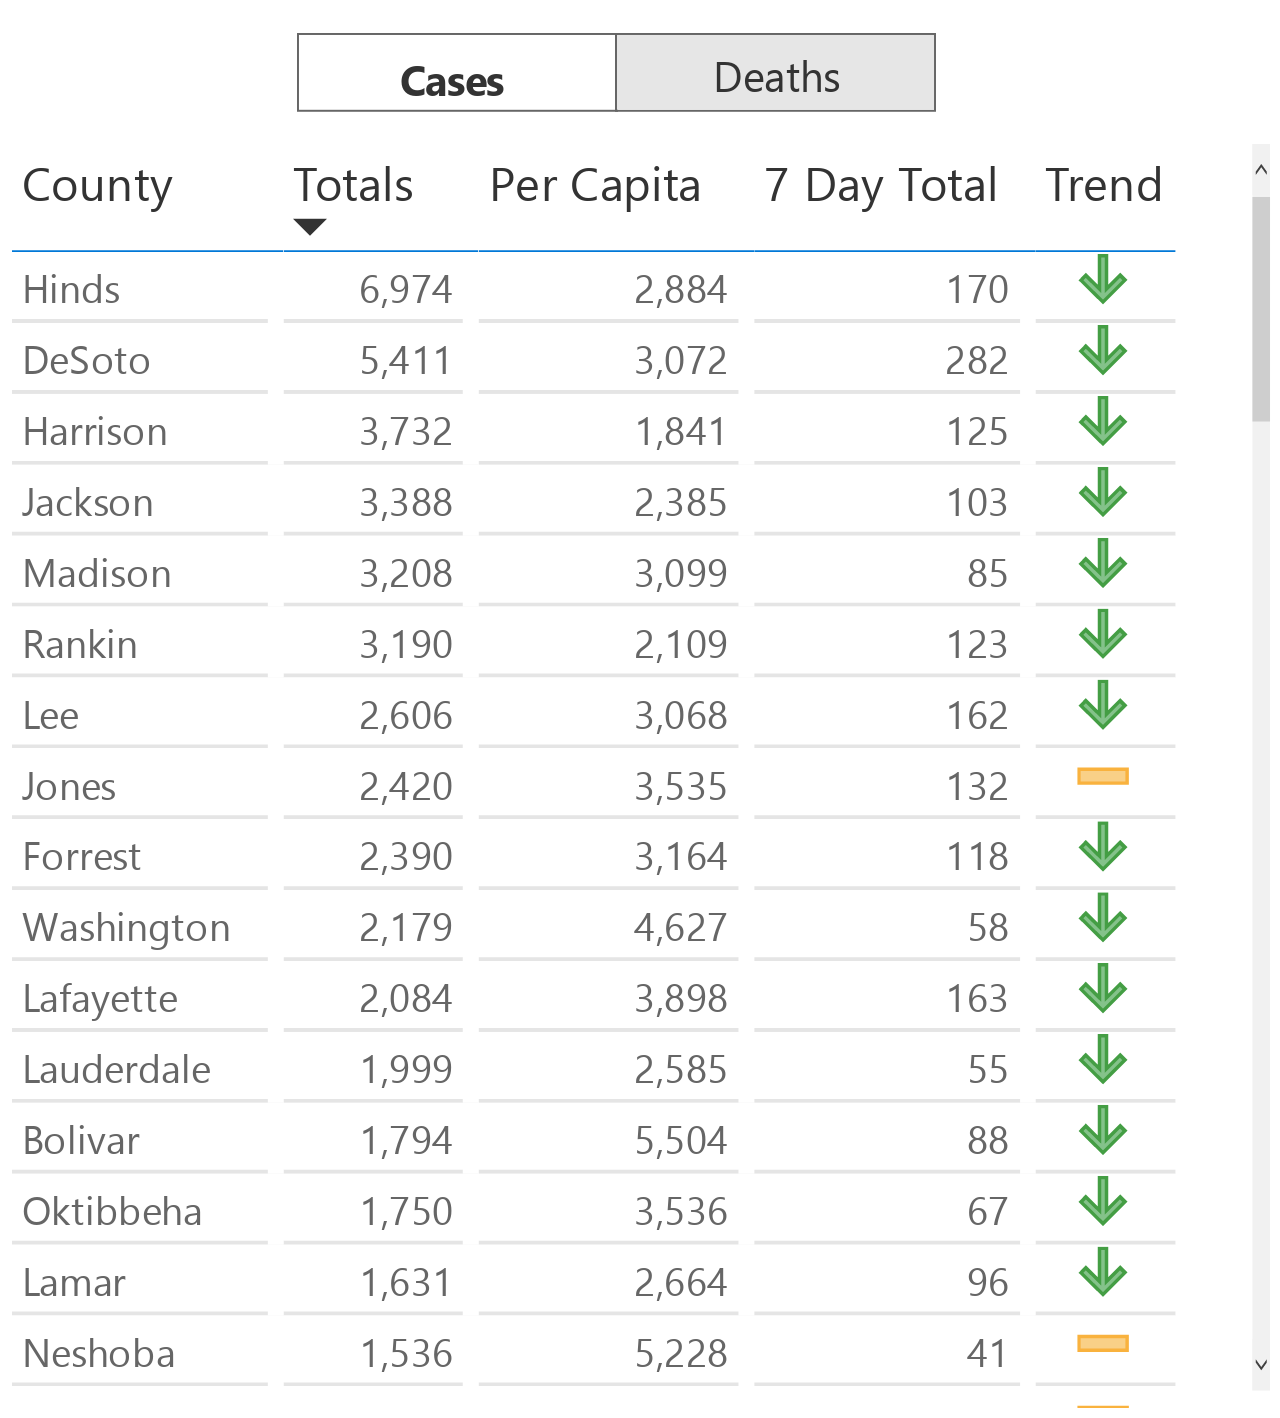 Cases Deaths
County Totals Per Capita 7 Day Total Trend
Hinds 6,974 2,884 170
DeSoto 5,411 3,072 282
Harrison 3,732 1,841 125
Jackson 3,388 2,385 103
Madison 3,208 3,099 85
Rankin 3,190 2,109 123
Lee 2,606 3,068 162
Jones 2,420 3,535 132
Forrest 2,390 3,164 118
Washington 2,179 4,627 58
Lafayette 2,084 3,898 163
Lauderdale 1,999 2,585 55
Bolivar 1,794 5,504 88
Oktibbeha 1,750 3,536 67
Lamar 1,631 2,664 96
Neshoba 1,536 5,228 41